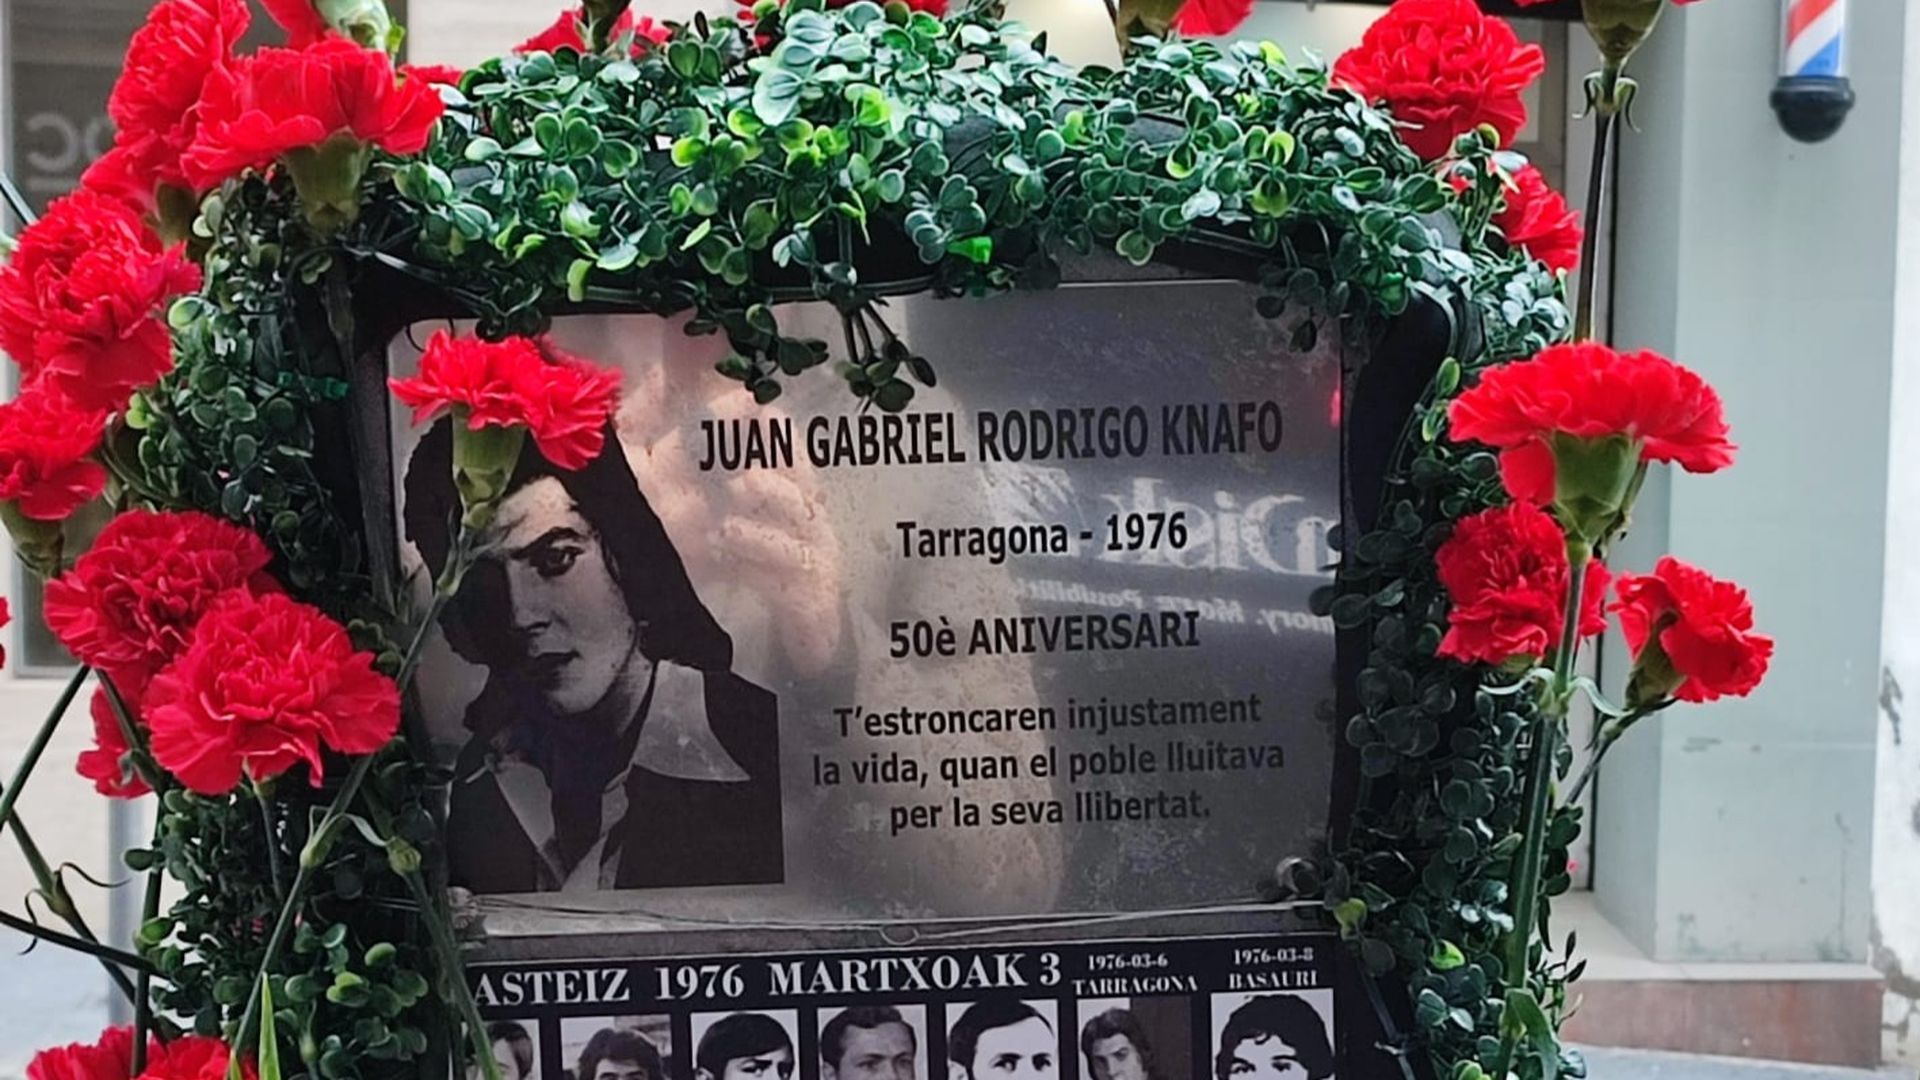 JUAN GABRIEL RODRIGO KNAFO
Tarragona - 1976
50è ANIVERSARI
T'estroncaren injustament
la vida, quan el poble lluitava
per la seva llibertat.
ASTEIZ 1976 MARTXOAK 3
1976-03-6
TARRAGONA
1976-03-8
BASAURI